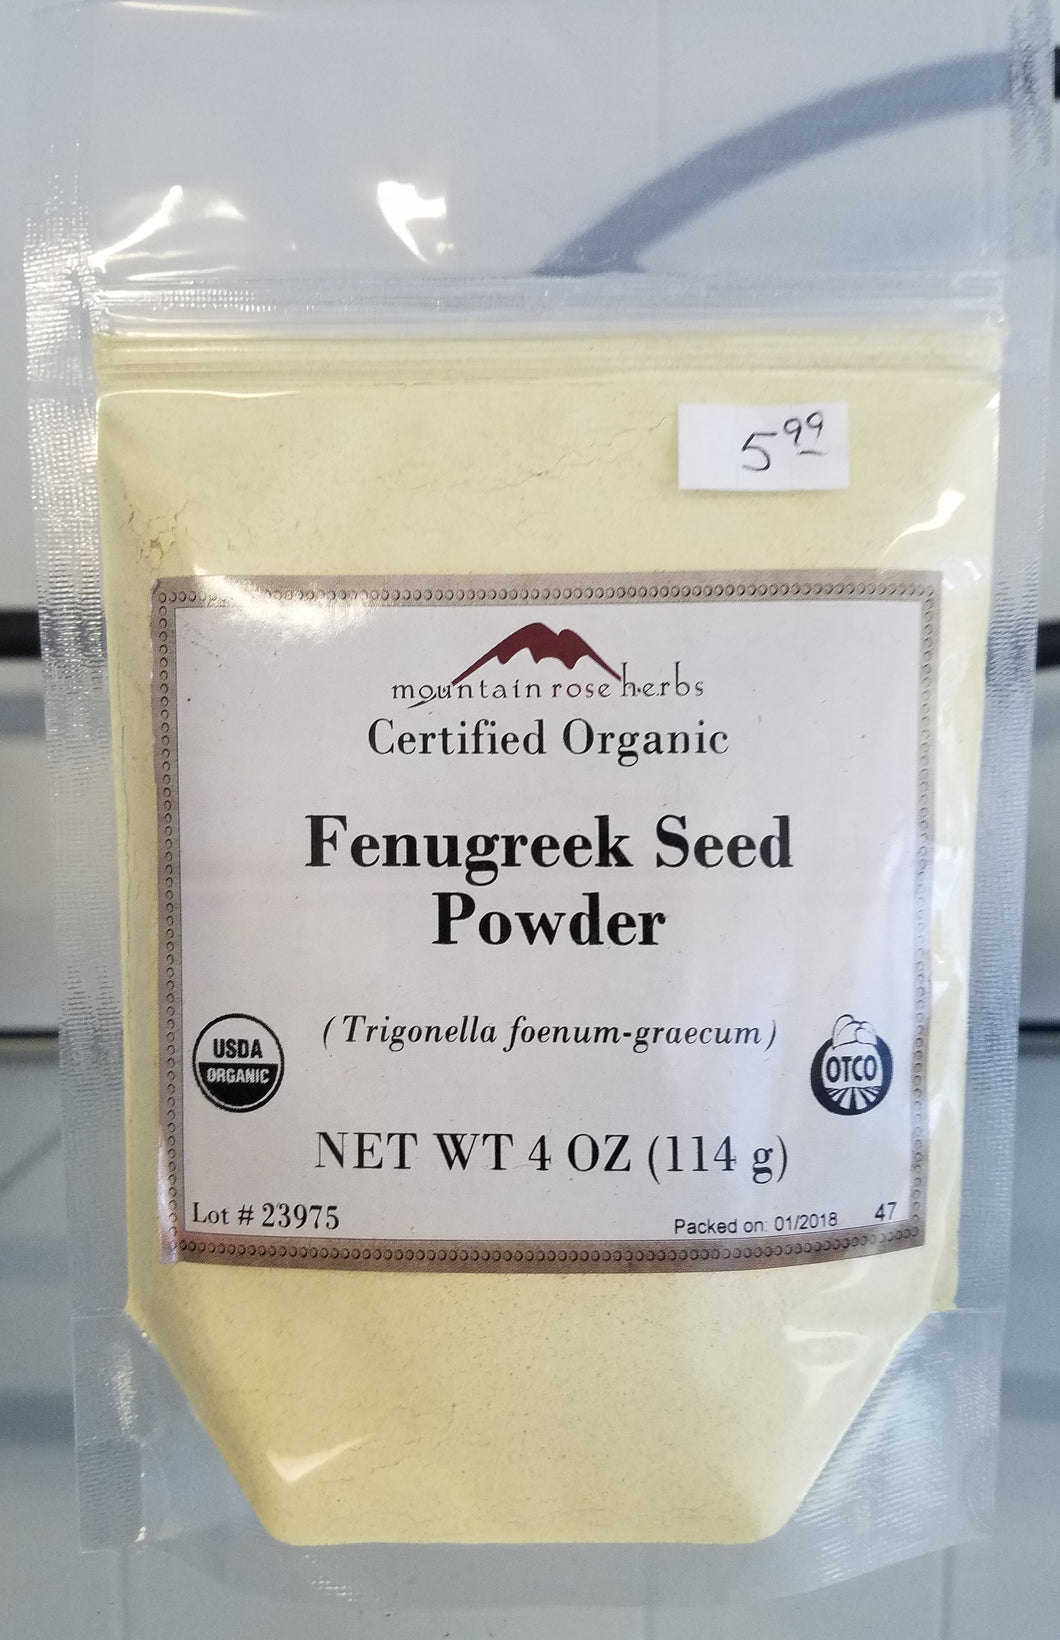 5.99
mountain rose herbs
Certified Organic
Fenugreek Seed
Powder
(Trigonella foenum-graecum)
USDA
ORGANIC
OTCO
NET WT 4 OZ (114 g)
Lot # 23975
Packed on: 01/2018 47